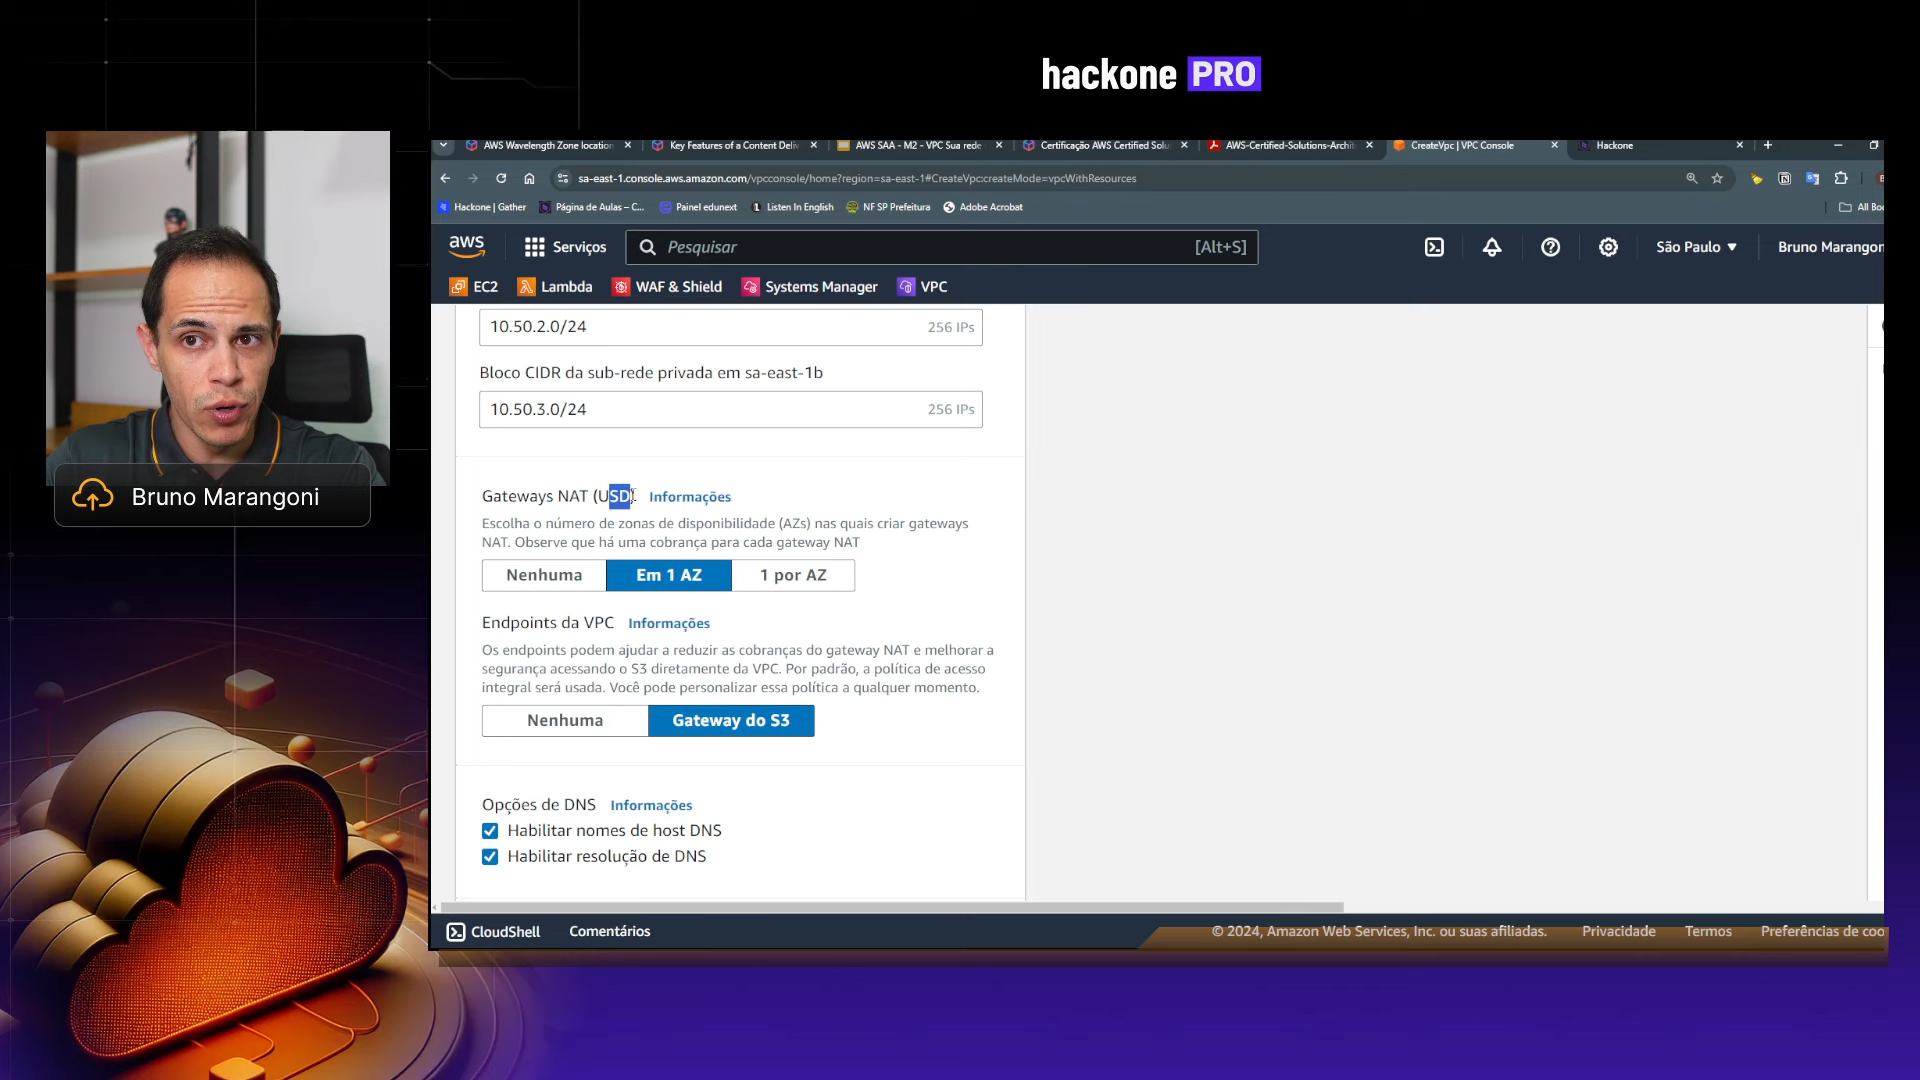 hackone PRO
AWS Wavelength Zone location
Key Features of a Content Deliv
AWS SAA - M2 - VPC Sua rede
Certificação AWS Certified Solu
AWS-Certified-Solutions-Archit
CreateVpc | VPC Console
Hackone
sa-east-1.console.aws.amazon.com/vpcconsole/home?region=sa-east-1#CreateVpc:createMode=vpcWithResources
Hackone | Gather
Página de Aulas – C...
Painel edunext
Listen In English
NF SP Prefeitura
Adobe Acrobat
All Boo
aws
Serviços
Pesquisar
[Alt+S]
São Paulo
Bruno Marangon
EC2
Lambda
WAF & Shield
Systems Manager
VPC
10.50.2.0/24
256 IPs
Bloco CIDR da sub-rede privada em sa-east-1b
10.50.3.0/24
256 IPs
Gateways NAT (USD) Informações
Escolha o número de zonas de disponibilidade (AZs) nas quais criar gateways
NAT. Observe que há uma cobrança para cada gateway NAT
Nenhuma
Em 1 AZ
1 por AZ
Endpoints da VPC Informações
Os endpoints podem ajudar a reduzir as cobranças do gateway NAT e melhorar a
segurança acessando o S3 diretamente da VPC. Por padrão, a política de acesso
integral será usada. Você pode personalizar essa política a qualquer momento.
Nenhuma
Gateway do S3
Opções de DNS Informações
Habilitar nomes de host DNS
Habilitar resolução de DNS
CloudShell
Comentários
© 2024, Amazon Web Services, Inc. ou suas afiliadas.
Privacidade
Termos
Preferências de coo
Bruno Marangoni